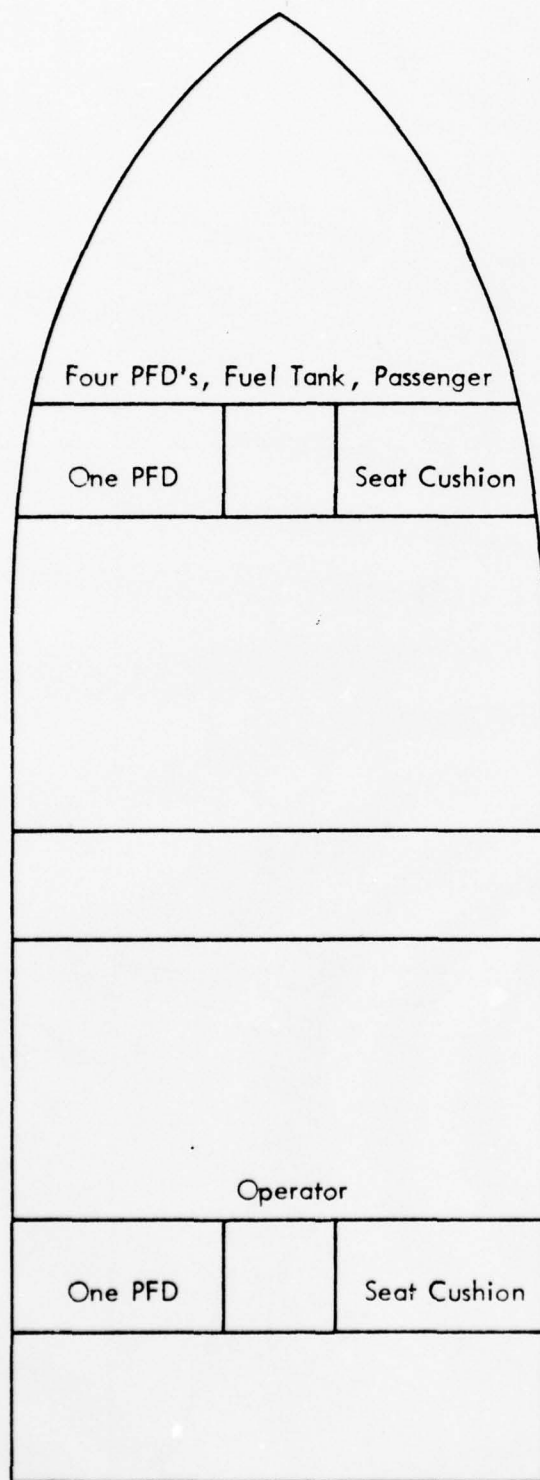 Four PFD's, Fuel Tank, Passenger
One PFD Seat Cushion
Operator
One PFD Seat Cushion